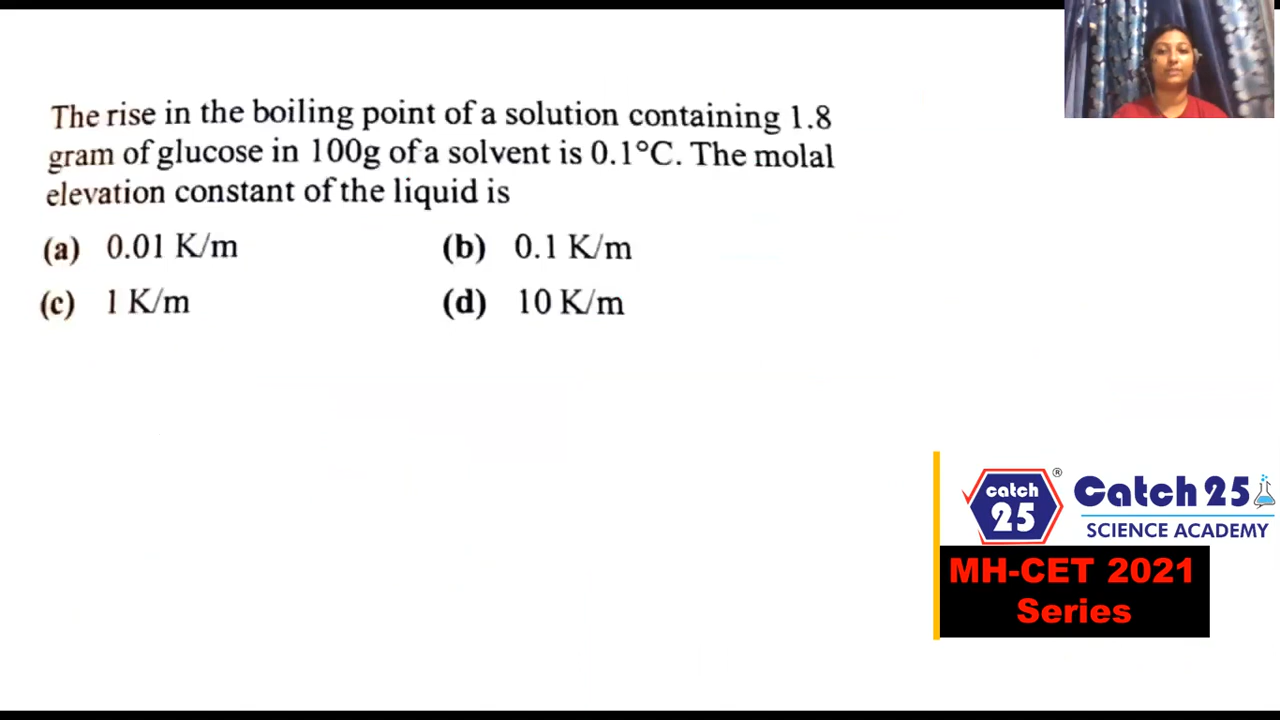 The rise in the boiling point of a solution containing 1.8
gram of glucose in 100g of a solvent is 0.1°C. The molal
elevation constant of the liquid is
(a) 0.01 K/m (b) 0.1 K/m
(c) 1 K/m (d) 10 K/m
catch
25
®
Catch 25
SCIENCE ACADEMY
MH-CET 2021
Series